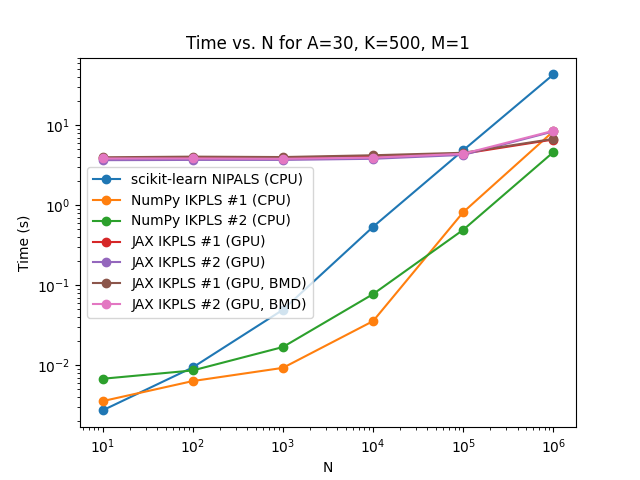 Time vs. N for A=30, K=500, M=1
Time (s)
10¹
10⁰
10⁻¹
10⁻²
scikit-learn NIPALS (CPU)
NumPy IKPLS #1 (CPU)
NumPy IKPLS #2 (CPU)
JAX IKPLS #1 (GPU)
JAX IKPLS #2 (GPU)
JAX IKPLS #1 (GPU, BMD)
JAX IKPLS #2 (GPU, BMD)
10¹ 10² 10³ 10⁴ 10⁵ 10⁶
N